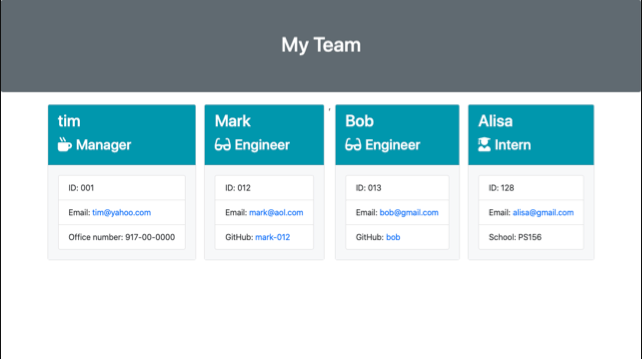 My Team
tim
Manager
ID: 001
Email: tim@yahoo.com
Office number: 917-00-0000
Mark
Engineer
ID: 012
Email: mark@aol.com
GitHub: mark-012
,
Bob
Engineer
ID: 013
Email: bob@gmail.com
GitHub: bob
Alisa
Intern
ID: 128
Email: alisa@gmail.com
School: PS156